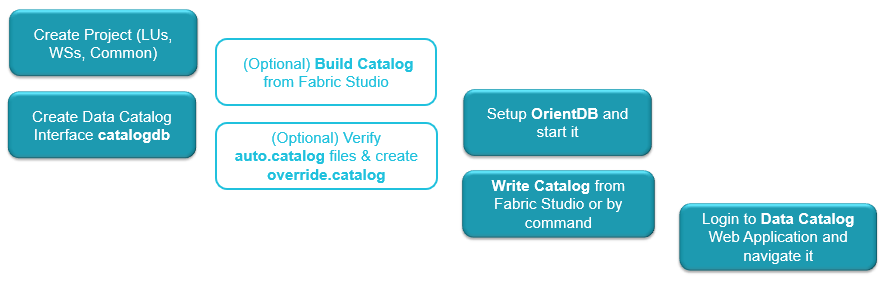 Create Project (LUs,
WSs, Common)
Create Data Catalog
Interface catalogdb
(Optional) Build Catalog
from Fabric Studio
(Optional) Verify
auto.catalog files & create
override.catalog
Setup OrientDB and
start it
Write Catalog from
Fabric Studio or by
command
Login to Data Catalog
Web Application and
navigate it